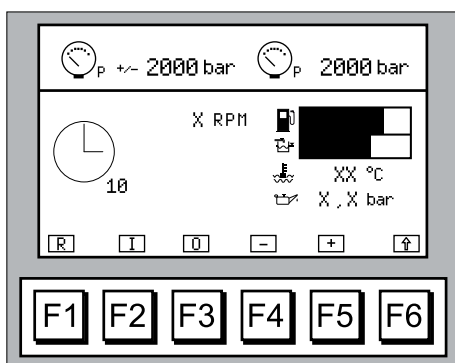 P +/- 2000 bar P 2000 bar
X RPM
10
XX °C
X,X bar
R I O - + ⇧
F1 F2 F3 F4 F5 F6